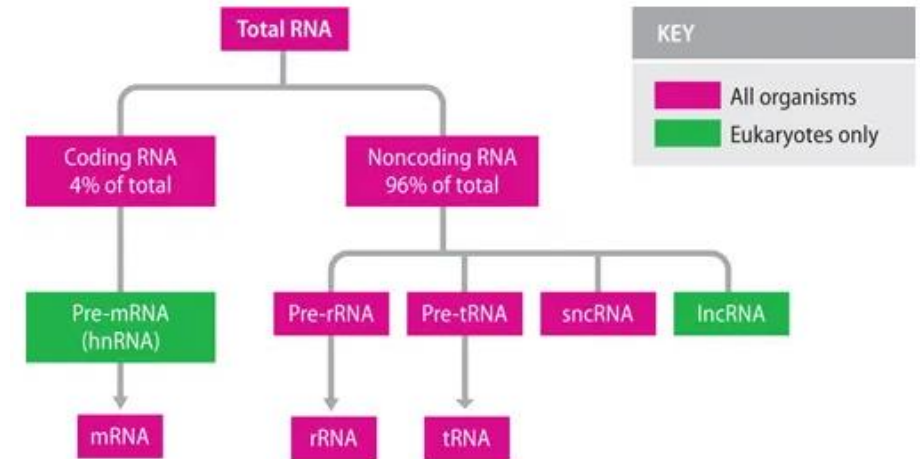 Total RNA
KEY
All organisms
Eukaryotes only
Coding RNA
4% of total
Noncoding RNA
96% of total
Pre-mRNA
(hnRNA)
Pre-rRNA
Pre-tRNA
sncRNA
lncRNA
mRNA
rRNA
tRNA